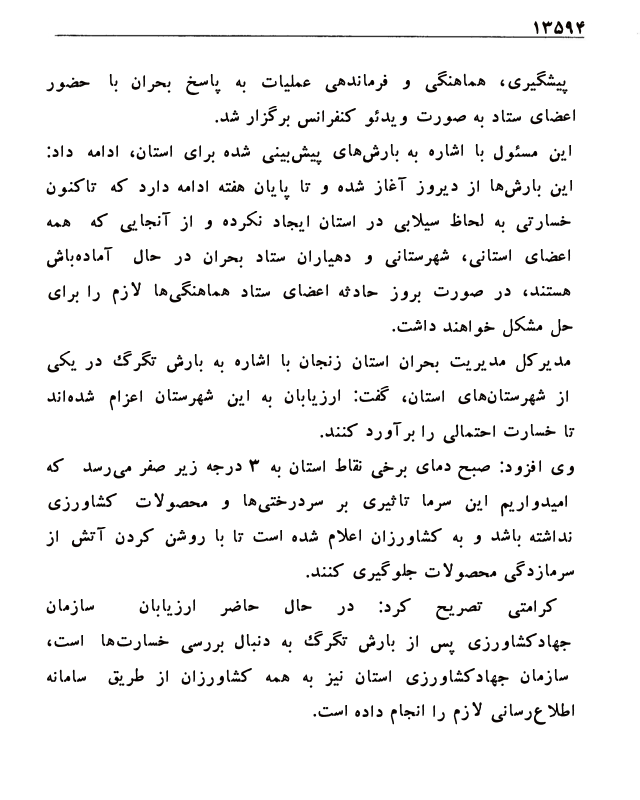 ۱۳۵۹۴
پیشگیری، هماهنگی و فرماندهی عملیات به پاسخ بحران با حضور
اعضای ستاد به صورت ویدئو کنفرانس برگزار شد.
این مسئول با اشاره به بارش‌های پیش‌بینی شده برای استان، ادامه داد:
این بارش‌ها از دیروز آغاز شده و تا پایان هفته ادامه دارد که تاکنون
خسارتی به لحاظ سیلابی در استان ایجاد نکرده و از آنجایی که همه
اعضای استانی، شهرستانی و دهیاران ستاد بحران در حال آماده‌باش
هستند، در صورت بروز حادثه اعضای ستاد هماهنگی‌ها لازم را برای
حل مشکل خواهند داشت.
مدیرکل مدیریت بحران استان زنجان با اشاره به بارش تگرگ در یکی
از شهرستان‌های استان، گفت: ارزیابان به این شهرستان اعزام شده‌اند
تا خسارت احتمالی را برآورد کنند.
وی افزود: صبح دمای برخی نقاط استان به ۳ درجه زیر صفر می‌رسد که
امیدواریم این سرما تاثیری بر سردرختی‌ها و محصولات کشاورزی
نداشته باشد و به کشاورزان اعلام شده است تا با روشن کردن آتش از
سرمازدگی محصولات جلوگیری کنند.
کرامتی تصریح کرد: در حال حاضر ارزیابان سازمان
جهادکشاورزی پس از بارش تگرگ به دنبال بررسی خسارت‌ها است،
سازمان جهادکشاورزی استان نیز به همه کشاورزان از طریق سامانه
اطلاع‌رسانی لازم را انجام داده است.